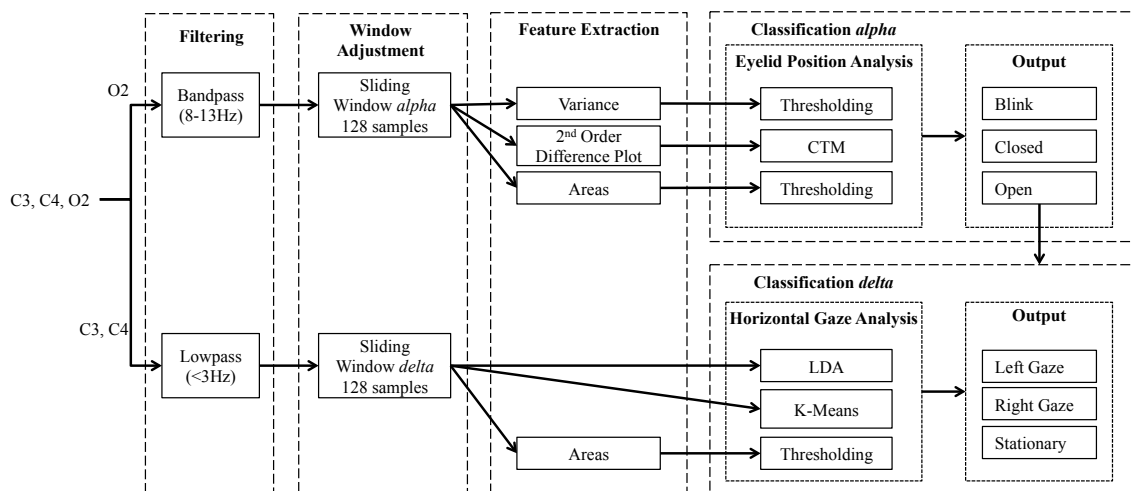 Filtering
Window
Adjustment
Feature Extraction
Classification alpha
Eyelid Position Analysis
Output
O2
Bandpass
(8-13Hz)
Sliding
Window alpha
128 samples
Variance
2nd Order
Difference Plot
Areas
Thresholding
CTM
Thresholding
Blink
Closed
Open
C3, C4, O2
Classification delta
Horizontal Gaze Analysis
Output
C3, C4
Lowpass
(<3Hz)
Sliding
Window delta
128 samples
Areas
LDA
K-Means
Thresholding
Left Gaze
Right Gaze
Stationary